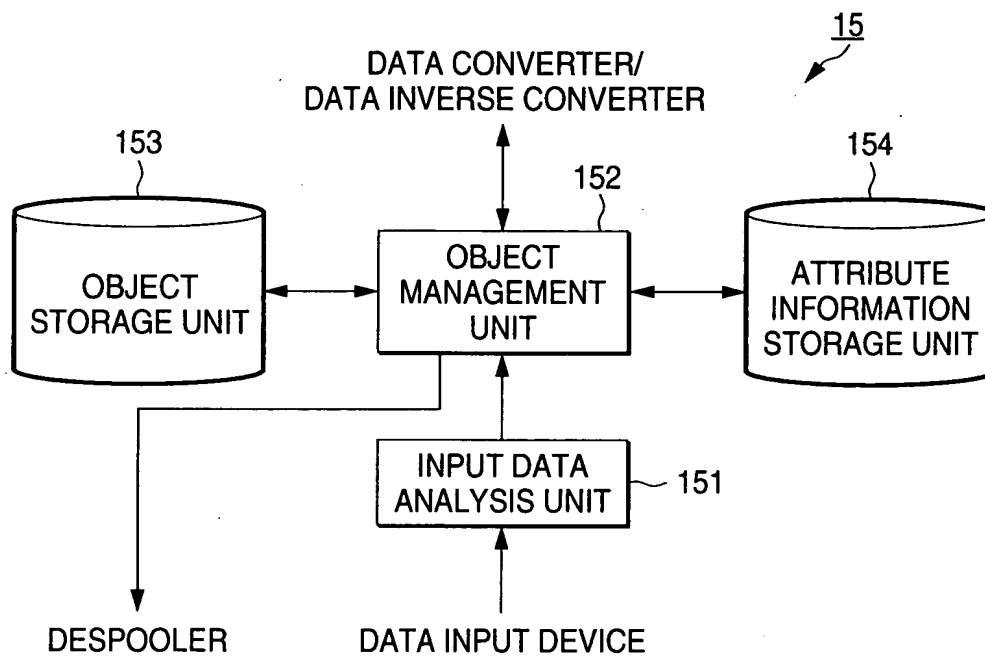 15
DATA CONVERTER/
DATA INVERSE CONVERTER
153
152
154
OBJECT
STORAGE UNIT
OBJECT
MANAGEMENT
UNIT
ATTRIBUTE
INFORMATION
STORAGE UNIT
INPUT DATA
ANALYSIS UNIT
151
DESPOOLER
DATA INPUT DEVICE